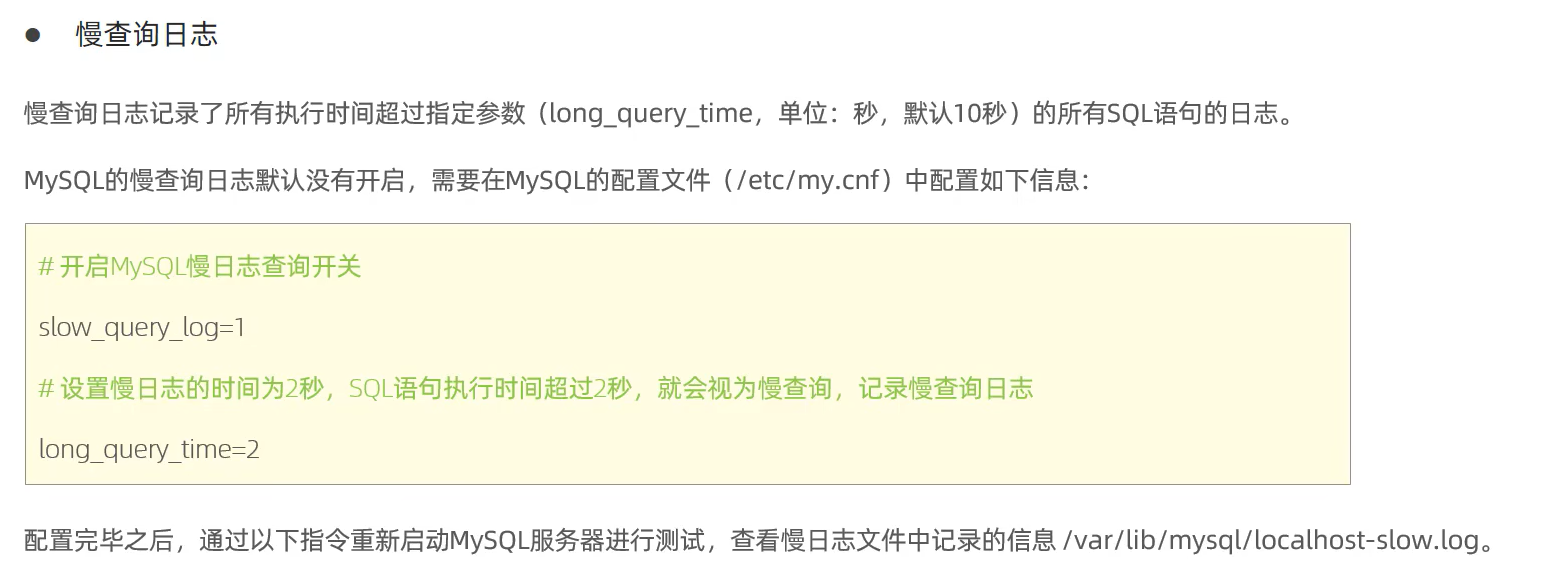 ● 慢查询日志
慢查询日志记录了所有执行时间超过指定参数（long_query_time，单位：秒，默认10秒）的所有SQL语句的日志。
MySQL的慢查询日志默认没有开启，需要在MySQL的配置文件（/etc/my.cnf）中配置如下信息：
# 开启MySQL慢日志查询开关
slow_query_log=1
# 设置慢日志的时间为2秒，SQL语句执行时间超过2秒，就会视为慢查询，记录慢查询日志
long_query_time=2
配置完毕之后，通过以下指令重新启动MySQL服务器进行测试，查看慢日志文件中记录的信息 /var/lib/mysql/localhost-slow.log。